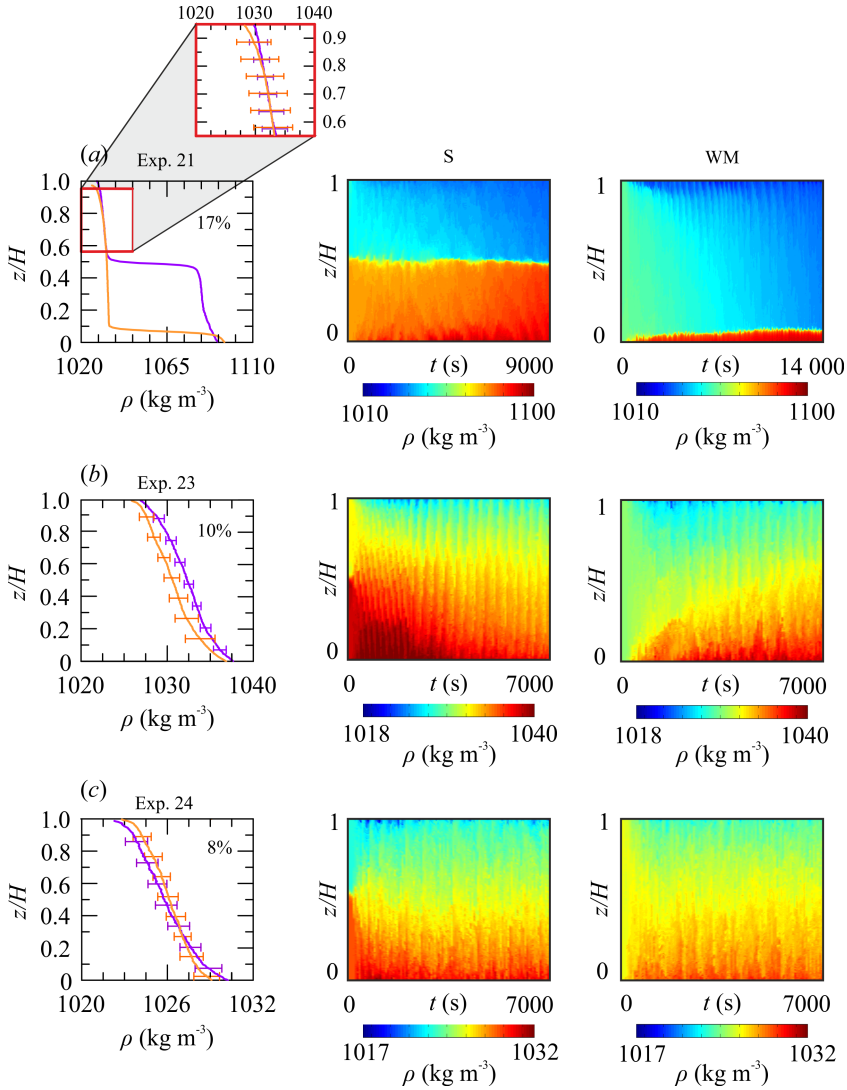 1020 1030 1040
0.9
0.8
0.7
0.6
(a)
Exp. 21
S
WM
1.0
0.8
0.6
0.4
0.2
0
z/H
17%
1020 1065 1110
ρ (kg m-3)
1
z/H
0
0 t (s) 9000
1010 1100
ρ (kg m-3)
1
z/H
0
0 t (s) 14 000
1010 1100
ρ (kg m-3)
(b)
Exp. 23
1.0
0.8
0.6
0.4
0.2
0
z/H
10%
1020 1030 1040
ρ (kg m-3)
1
z/H
0
0 t (s) 7000
1018 1040
ρ (kg m-3)
1
z/H
0
0 t (s) 7000
1018 1040
ρ (kg m-3)
(c)
Exp. 24
1.0
0.8
0.6
0.4
0.2
0
z/H
8%
1020 1026 1032
ρ (kg m-3)
1
z/H
0
0 t (s) 7000
1017 1032
ρ (kg m-3)
1
z/H
0
0 t (s) 7000
1017 1032
ρ (kg m-3)